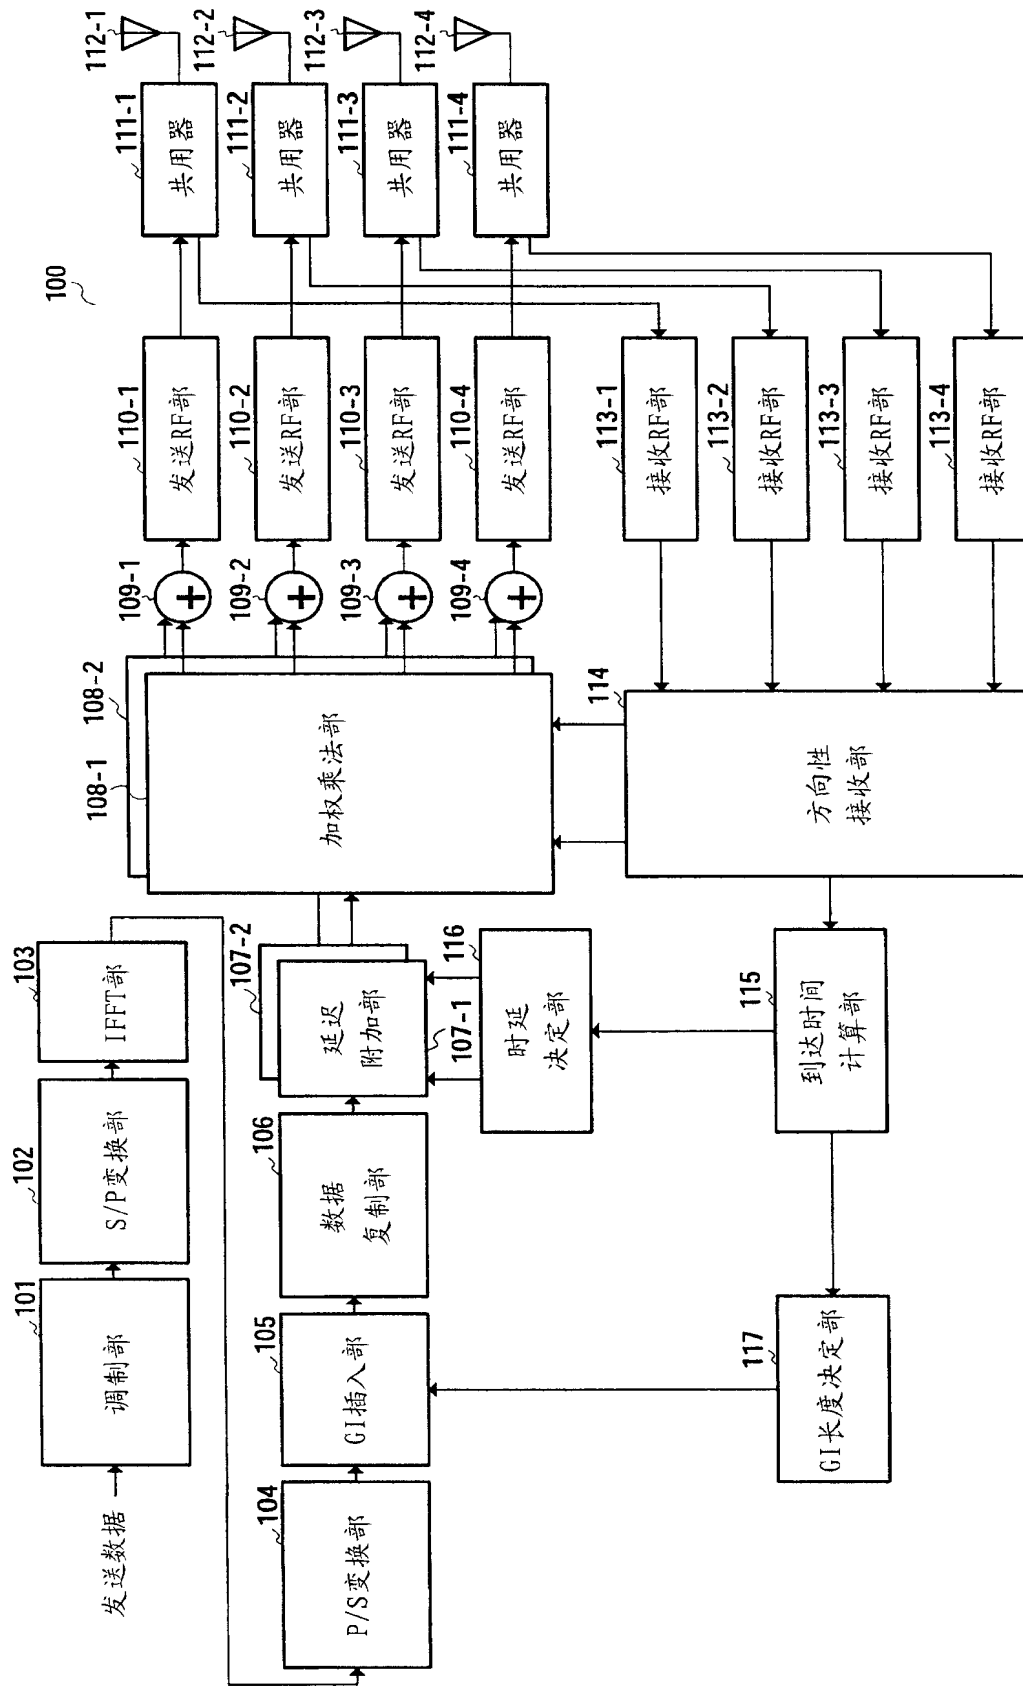 100
发送数据
101
调制部
102
S/P变换部
103
IFFT部
104
P/S变换部
105
GI插入部
106
数据
复制部
107-2
延迟
附加部
107-1
108-2
108-1
加权乘法部
109-1
109-2
109-3
109-4
110-1
发送RF部
110-2
发送RF部
110-3
发送RF部
110-4
发送RF部
111-1
共用器
111-2
共用器
111-3
共用器
111-4
共用器
112-1
112-2
112-3
112-4
113-1
接收RF部
113-2
接收RF部
113-3
接收RF部
113-4
接收RF部
114
方向性
接收部
115
到达时间
计算部
116
时延
决定部
117
GI长度决定部